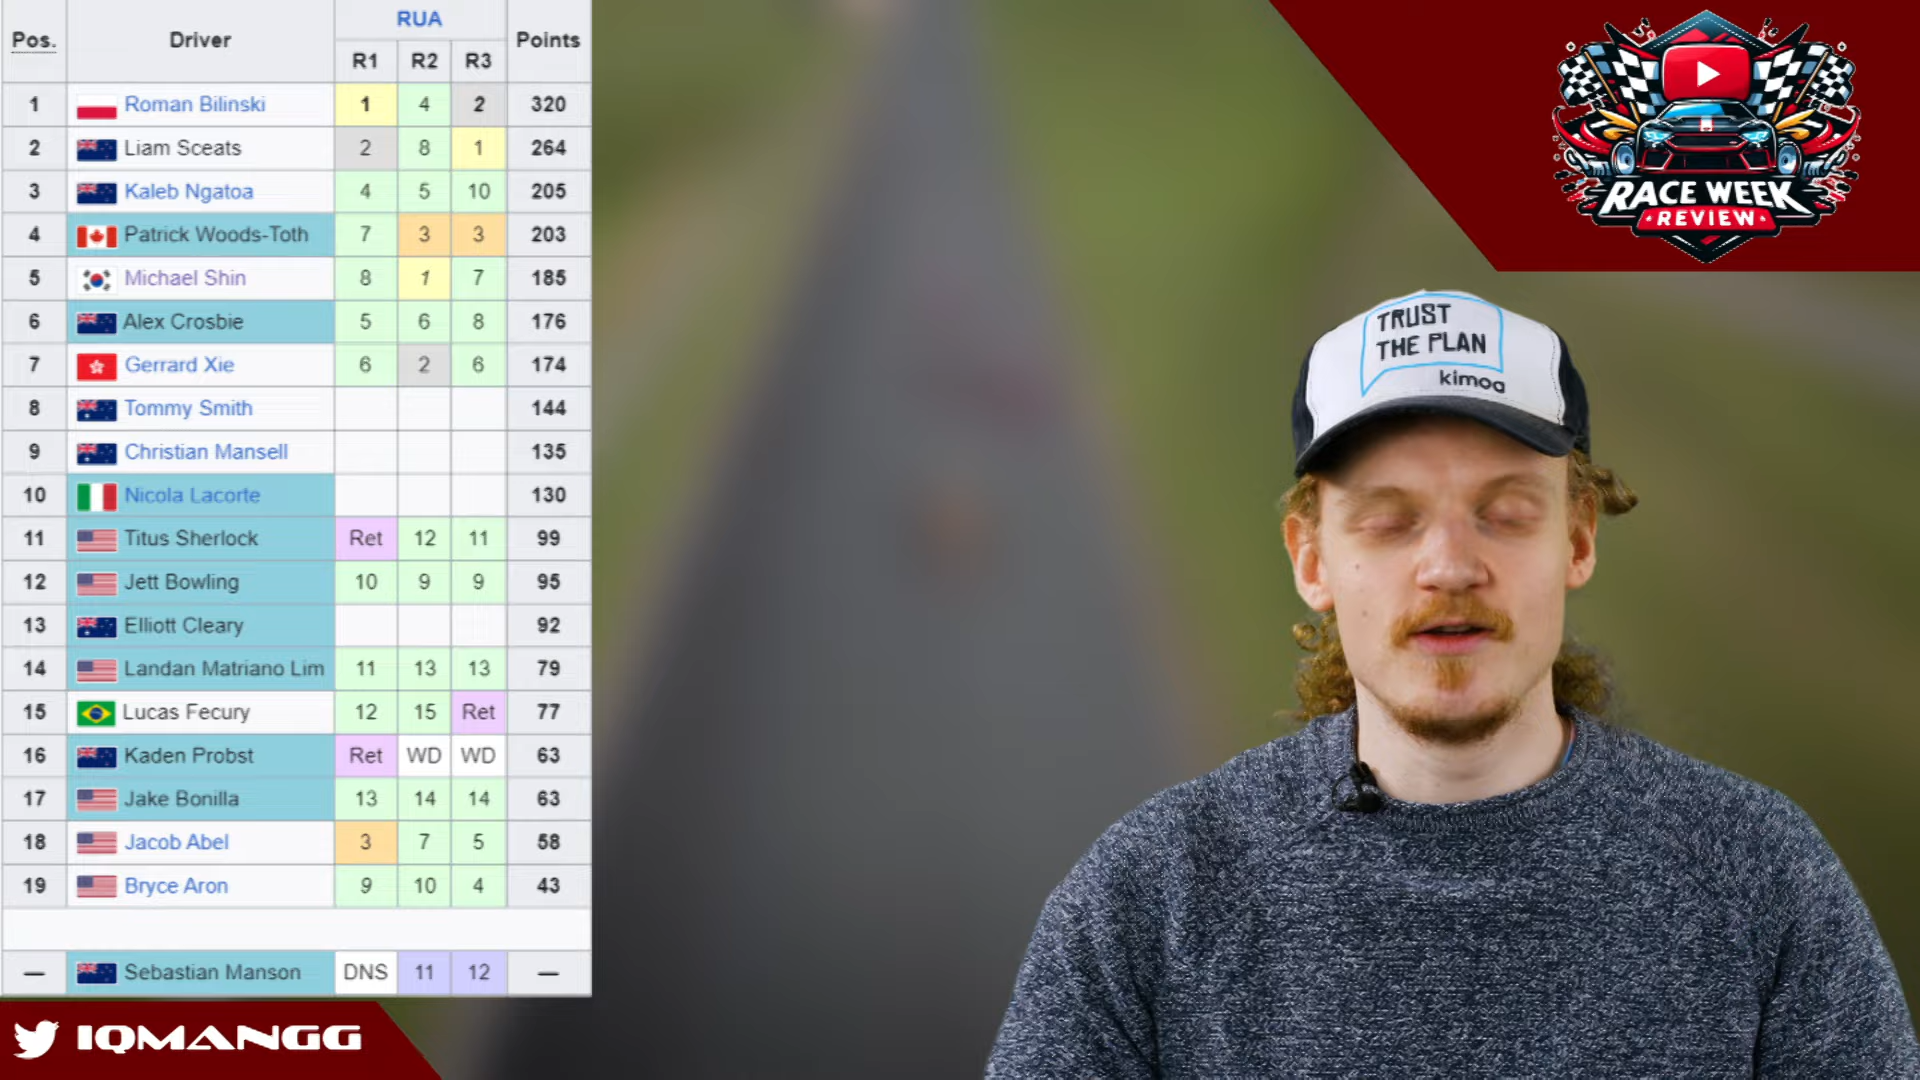 Pos. Driver RUA Points
R1 R2 R3
1 Roman Bilinski 1 4 2 320
2 Liam Sceats 2 8 1 264
3 Kaleb Ngatoa 4 5 10 205
4 Patrick Woods-Toth 7 3 3 203
5 Michael Shin 8 1 7 185
6 Alex Crosbie 5 6 8 176
7 Gerrard Xie 6 2 6 174
8 Tommy Smith 144
9 Christian Mansell 135
10 Nicola Lacorte 130
11 Titus Sherlock Ret 12 11 99
12 Jett Bowling 10 9 9 95
13 Elliott Cleary 92
14 Landan Matriano Lim 11 13 13 79
15 Lucas Fecury 12 15 Ret 77
16 Kaden Probst Ret WD WD 63
17 Jake Bonilla 13 14 14 63
18 Jacob Abel 3 7 5 58
19 Bryce Aron 9 10 4 43
— Sebastian Manson DNS 11 12 —
RACE WEEK
REVIEW
TRUST
THE PLAN
kimoa
IQMANGG